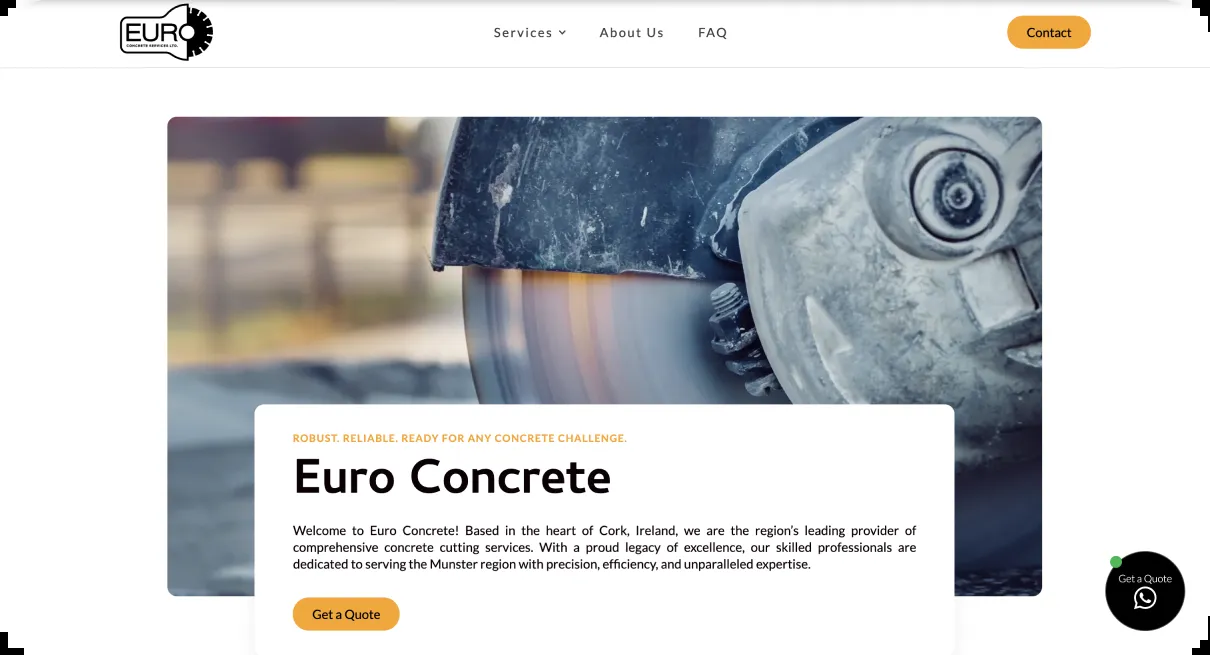 EURO
CONCRETE SERVICES LTD.
Services
About Us
FAQ
Contact
ROBUST. RELIABLE. READY FOR ANY CONCRETE CHALLENGE.
Euro Concrete
Welcome to Euro Concrete! Based in the heart of Cork, Ireland, we are the region's leading provider of
comprehensive concrete cutting services. With a proud legacy of excellence, our skilled professionals are
dedicated to serving the Munster region with precision, efficiency, and unparalleled expertise.
Get a Quote
Get a Quote